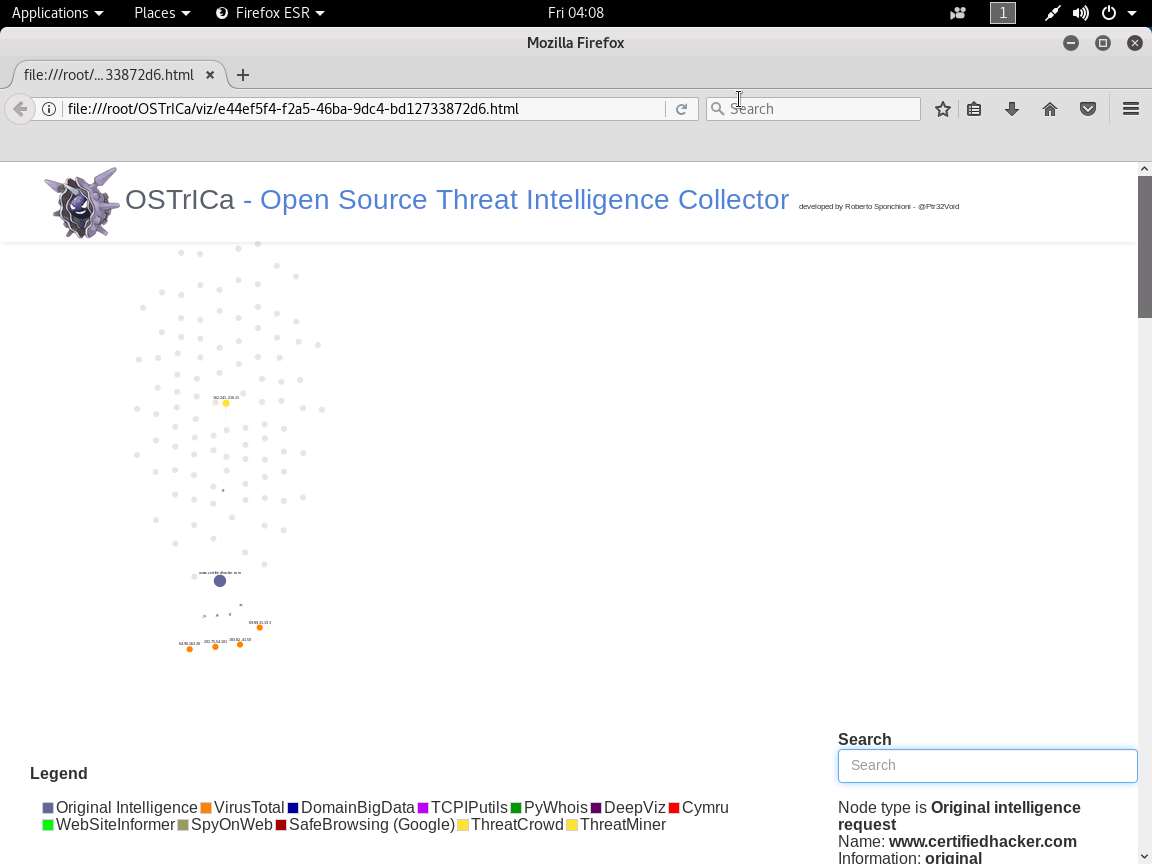 Applications Places Firefox ESR Fri 04:08 1
Mozilla Firefox
file:///root/... 33872d6.html
file:///root/OSTrICa/viz/e44ef5f4-f2a5-46ba-9dc4-bd12733872d6.html Search
OSTrICa - Open Source Threat Intelligence Collector developed by Roberto Sponchioni - @Ptr32Void
www.certifiedhacker.com
Search
Search
Legend
Original Intelligence VirusTotal DomainBigData TCPIPutils PyWhois DeepViz Cymru
WebSiteInformer SpyOnWeb SafeBrowsing (Google) ThreatCrowd ThreatMiner
Node type is Original intelligence
request
Name: www.certifiedhacker.com
Information: original